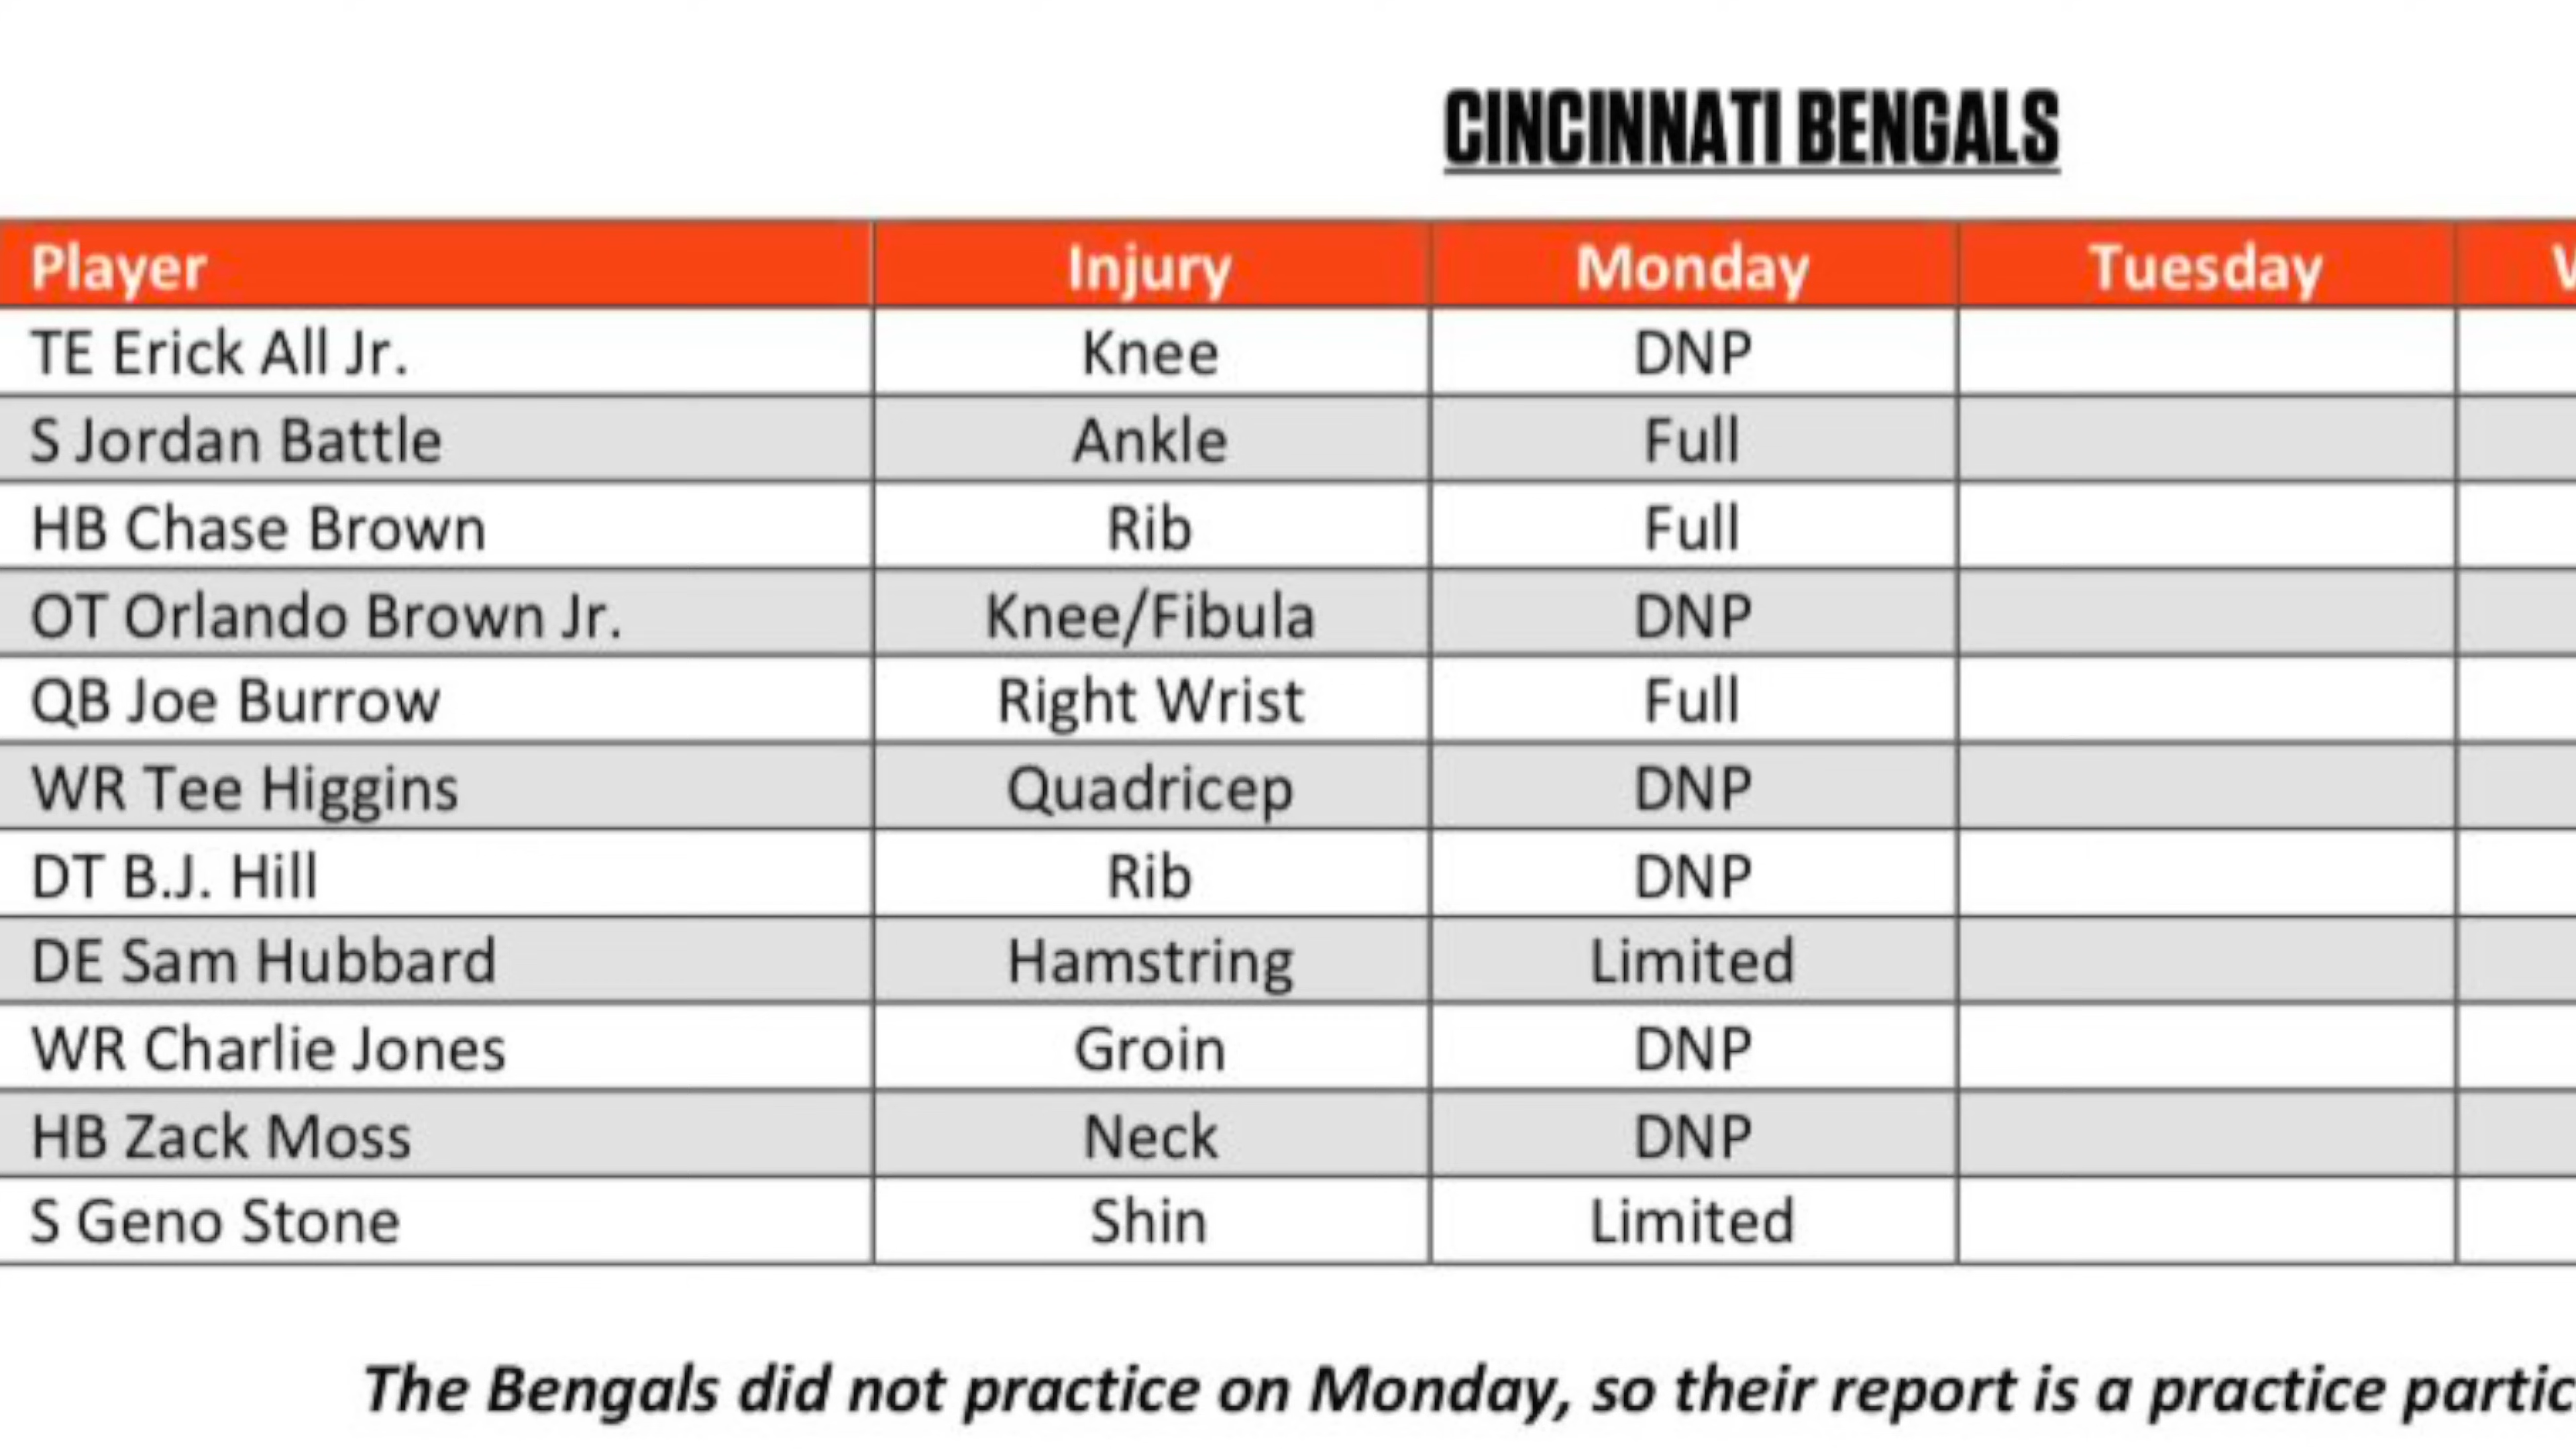 CINCINNATI BENGALS
Player Injury Monday Tuesday
TE Erick All Jr. Knee DNP
S Jordan Battle Ankle Full
HB Chase Brown Rib Full
OT Orlando Brown Jr. Knee/Fibula DNP
QB Joe Burrow Right Wrist Full
WR Tee Higgins Quadricep DNP
DT B.J. Hill Rib DNP
DE Sam Hubbard Hamstring Limited
WR Charlie Jones Groin DNP
HB Zack Moss Neck DNP
S Geno Stone Shin Limited
The Bengals did not practice on Monday, so their report is a practice